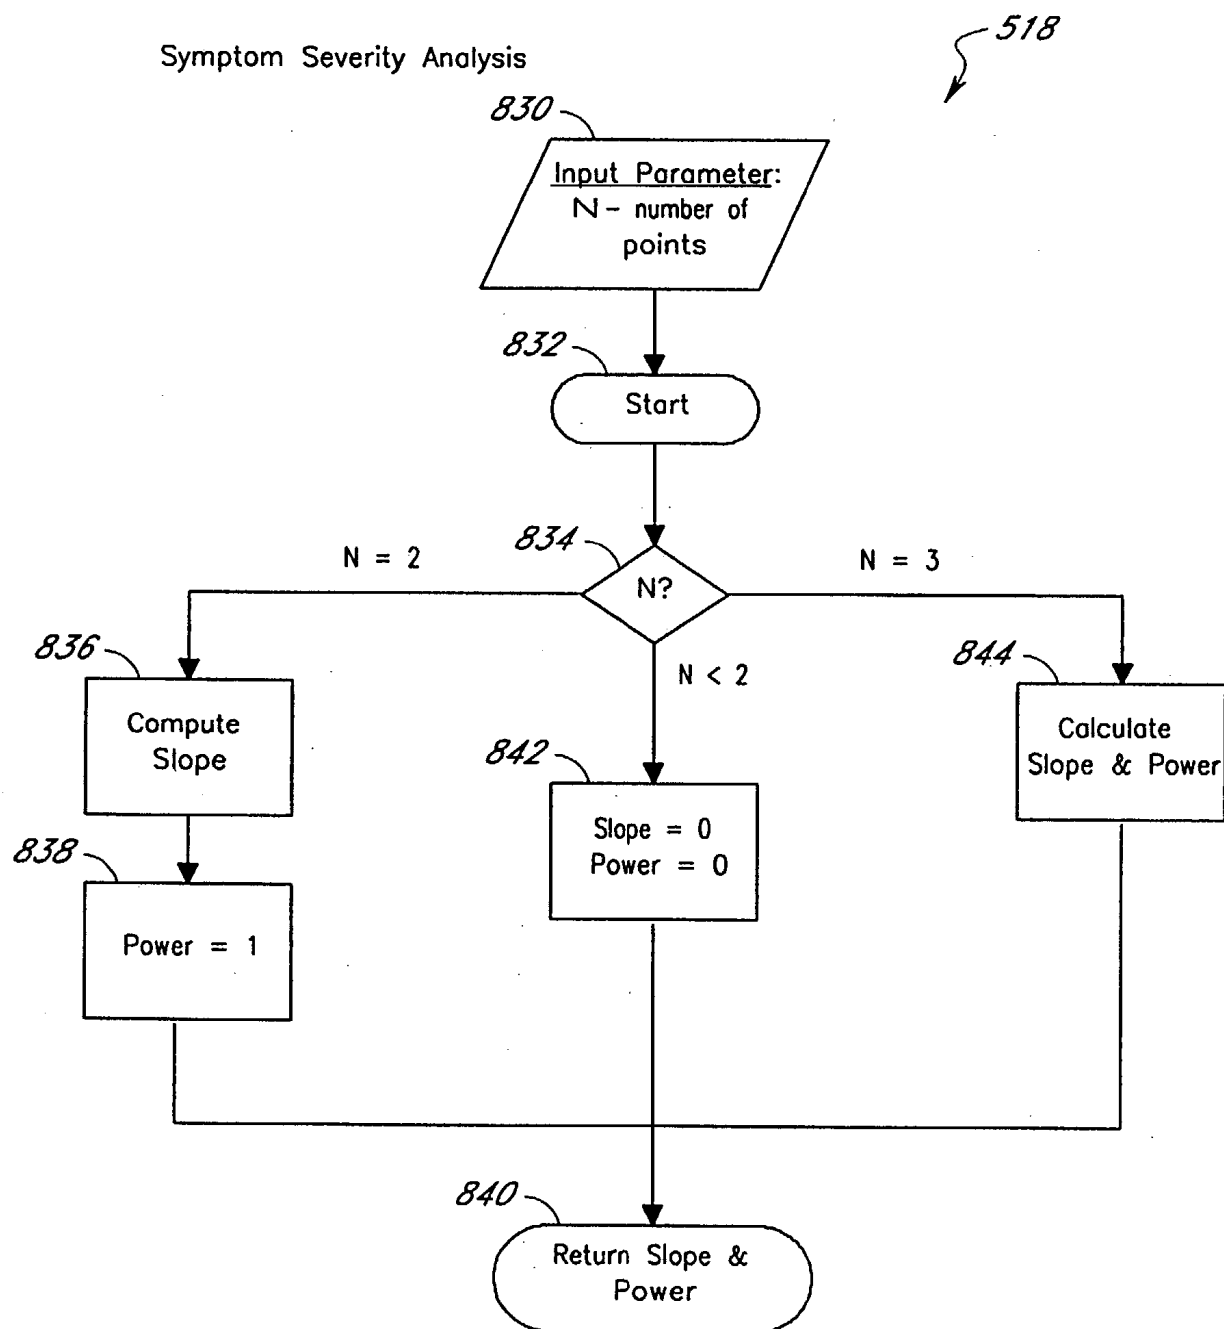 518
Symptom Severity Analysis
830
Input Parameter:
N - number of
points
832
Start
834
N = 2
N?
N = 3
836
N < 2
844
Compute
Slope
Calculate
Slope & Power
842
Slope = 0
Power = 0
838
Power = 1
840
Return Slope &
Power